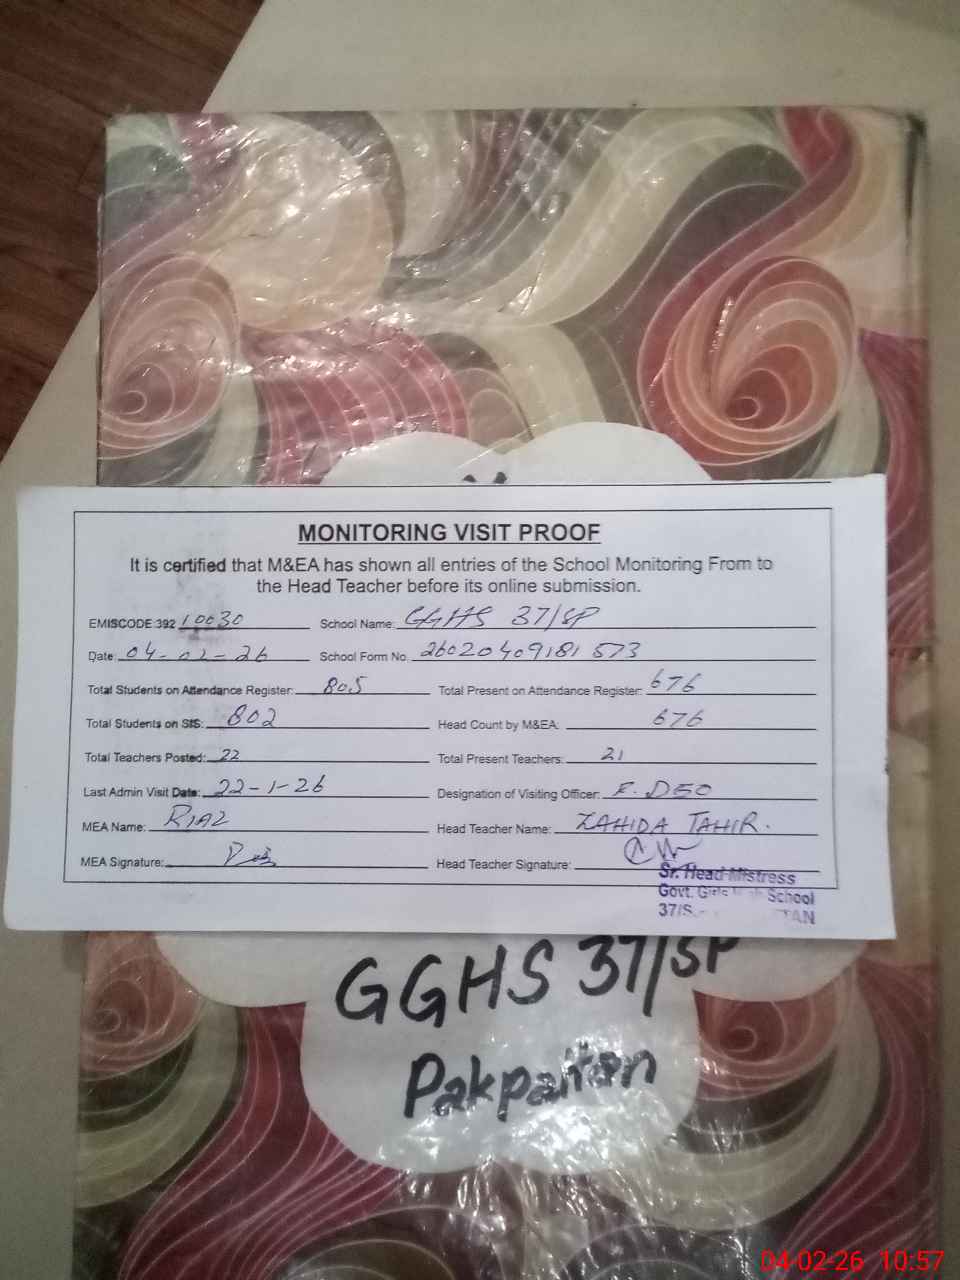 MONITORING VISIT PROOF
It is certified that M&EA has shown all entries of the School Monitoring From to
the Head Teacher before its online submission.
EMISCODE 392 10030 School Name: GGHS 37/SP
Date: 04-02-26 School Form No. 26020409181573
Total Students on Attendance Register: 805 Total Present on Attendance Register: 676
Total Students on SIS: 802 Head Count by M&EA: 676
Total Teachers Posted: 22 Total Present Teachers: 21
Last Admin Visit Date: 22-1-26 Designation of Visiting Officer: DEO
MEA Name: RIAZ Head Teacher Name: ZAHIDA TAHIR.
MEA Signature: Head Teacher Signature:
Sr. Head Mistress
Govt. Girls High School
37/S
GGHS 37/SP
Pakpattan
04-02-26 10:57